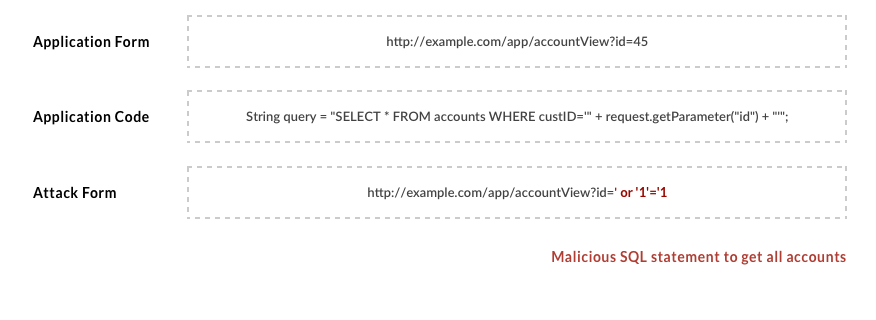 Application Form
http://example.com/app/accountView?id=45
Application Code
String query = "SELECT * FROM accounts WHERE custID='" + request.getParameter("id") + "'";
Attack Form
http://example.com/app/accountView?id=' or '1'='1
Malicious SQL statement to get all accounts